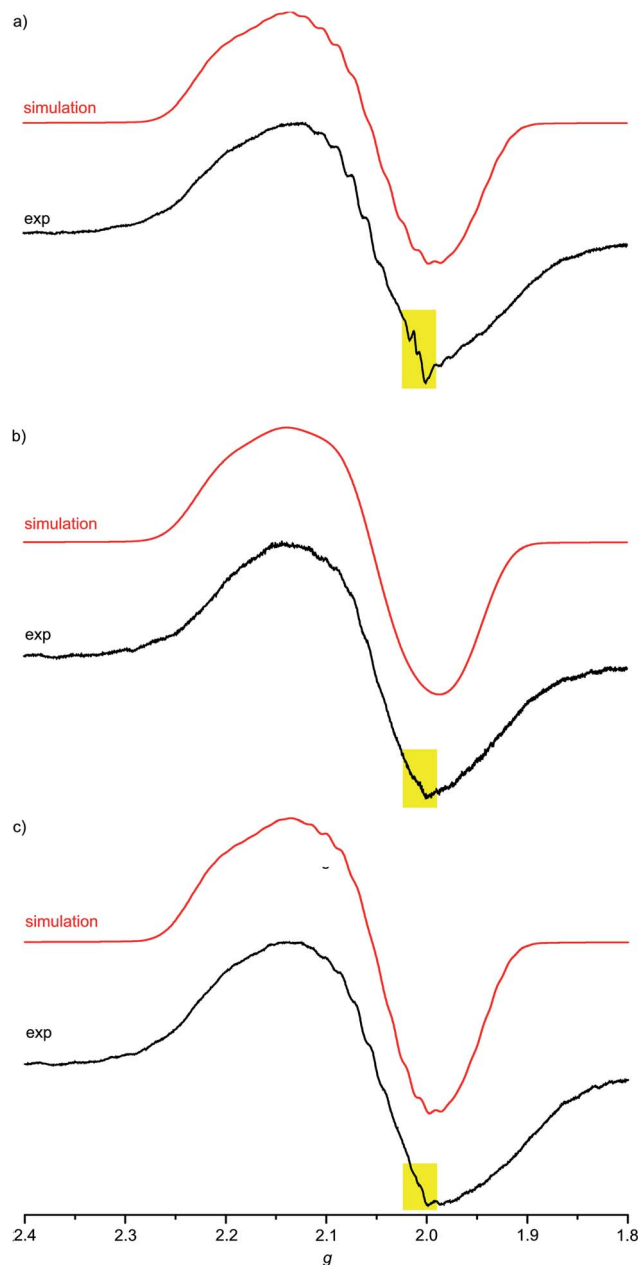 a)
simulation
exp
b)
simulation
exp
c)
simulation
exp
2.4 2.3 2.2 2.1 2.0 1.9 1.8
g